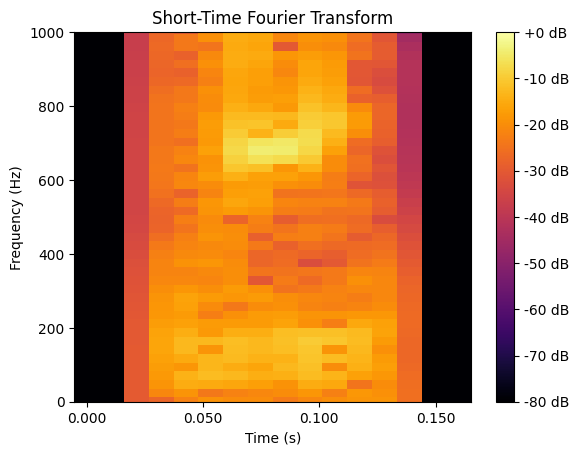 Short-Time Fourier Transform
1000
800
600
400
200
0
Frequency (Hz)
0.000
0.050
0.100
0.150
Time (s)
+0 dB
-10 dB
-20 dB
-30 dB
-40 dB
-50 dB
-60 dB
-70 dB
-80 dB